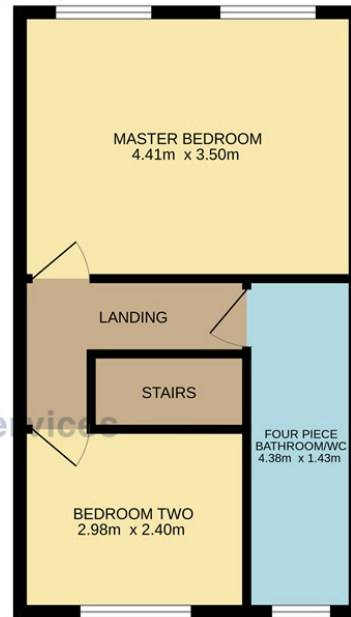 MASTER BEDROOM
4.41m x 3.50m
LANDING
STAIRS
FOUR PIECE
BATHROOM/WC
4.38m x 1.43m
BEDROOM TWO
2.98m x 2.40m